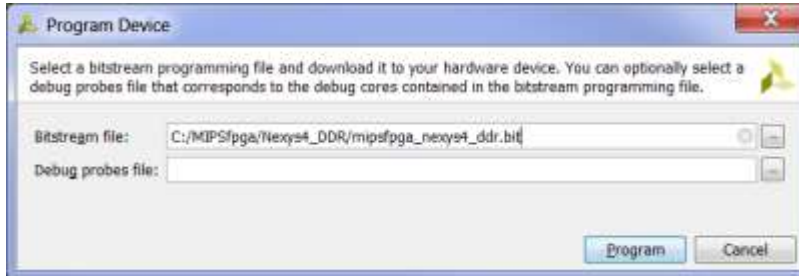 Program Device
Select a bitstream programming file and download it to your hardware device. You can optionally select a
debug probes file that corresponds to the debug cores contained in the bitstream programming file.
Bitstream file: C:/MIPSfpga/Nexys4_DDR/mipsfpga_nexys4_ddr.bit
Debug probes file:
Program Cancel